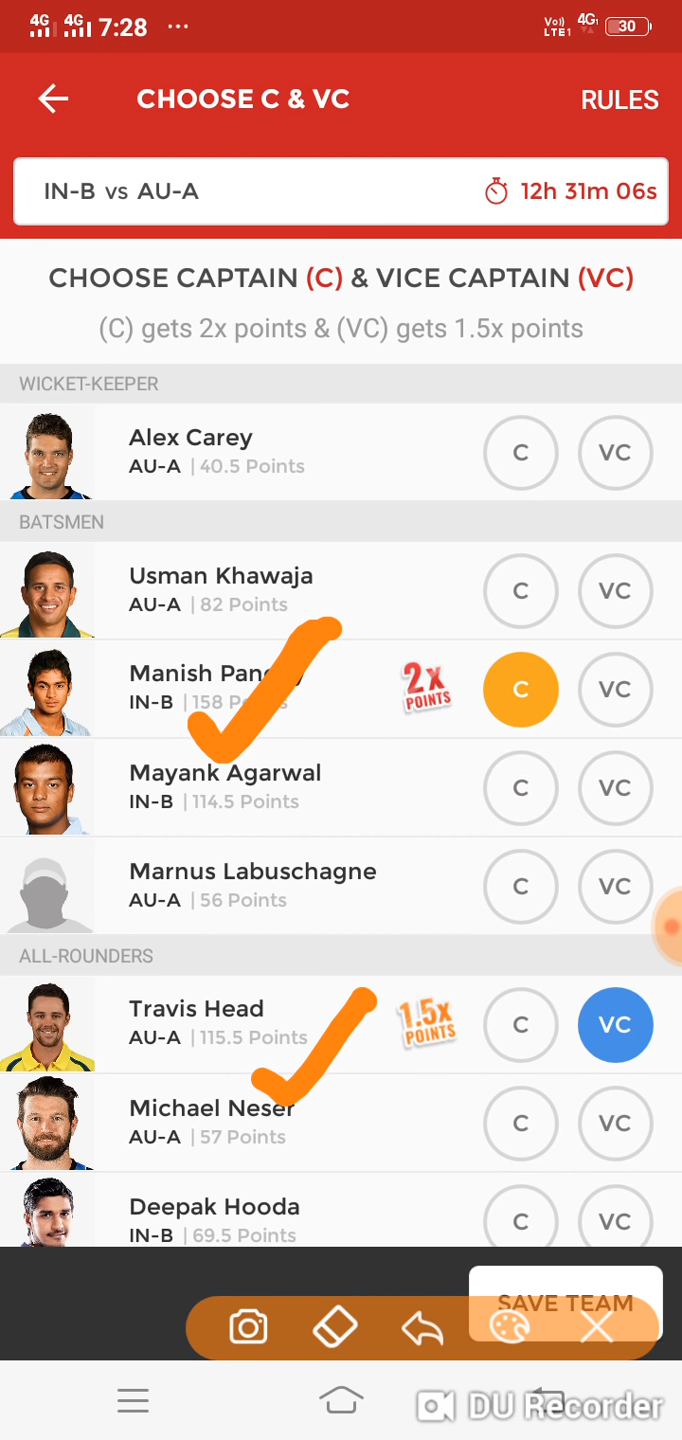 4G 4G 7:28 ... Vo) LTE1 4G 30
CHOOSE C & VC RULES
IN-B vs AU-A 12h 31m 06s
CHOOSE CAPTAIN (C) & VICE CAPTAIN (VC)
(C) gets 2x points & (VC) gets 1.5x points
WICKET-KEEPER
Alex Carey
AU-A | 40.5 Points
C VC
BATSMEN
Usman Khawaja
AU-A | 82 Points
C VC
Manish
IN-B | 158
2x POINTS
C VC
Mayank Agarwal
IN-B | 114.5 Points
C VC
Marnus Labuschagne
AU-A | 56 Points
C VC
ALL-ROUNDERS
Travis Head
AU-A | 115.5 Points
1.5x POINTS
C VC
Michael Neser
AU-A | 57 Points
C VC
Deepak Hooda
IN-B | 69.5 Points
C VC
SAVE TEAM
DU Recorder